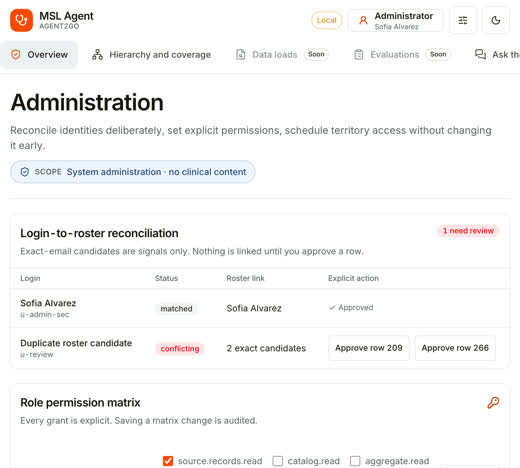 MSL Agent
AGENT2GO
Local
Administrator
Sofia Alvarez
Overview
Hierarchy and coverage
Data loads
Soon
Evaluations
Soon
Ask th
Administration
Reconcile identities deliberately, set explicit permissions, schedule territory access without changing
it early.
SCOPE System administration · no clinical content
Login-to-roster reconciliation
1 need review
Exact-email candidates are signals only. Nothing is linked until you approve a row.
Login Status Roster link Explicit action
Sofia Alvarez
u-admin-sec
matched
Sofia Alvarez
Approved
Duplicate roster candidate
u-review
conflicting
2 exact candidates
Approve row 209
Approve row 266
Role permission matrix
Every grant is explicit. Saving a matrix change is audited.
source.records.read catalog.read aggregate.read